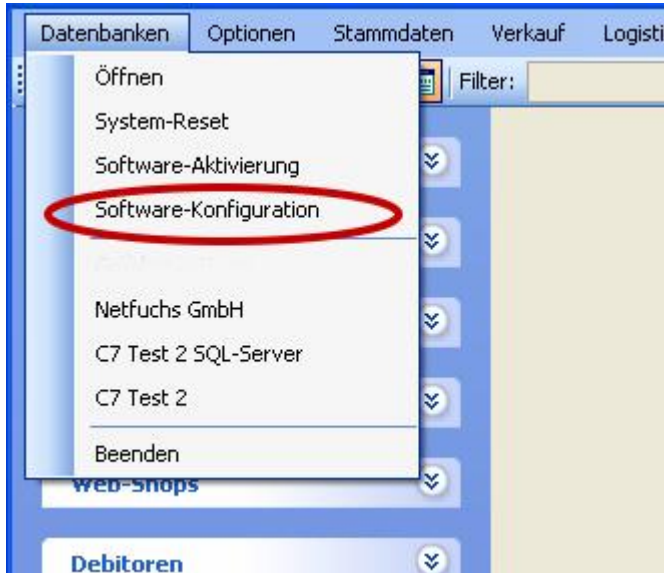 Datenbanken Optionen Stammdaten Verkauf Logisti
Filter:
Öffnen
System-Reset
Software-Aktivierung
Software-Konfiguration
Netfuchs GmbH
C7 Test 2 SQL-Server
C7 Test 2
Beenden
Web-Shops
Debitoren